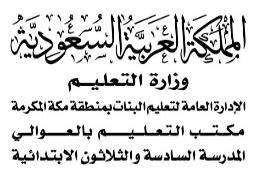 المملكة العربية السعودية
وزارة التعليم
الإدارة العامة لتعليم البنات بمنطقة مكة المكرمة
مكتب التعليم بالعوالي
المدرسة السادسة والثلاثون الابتدائية